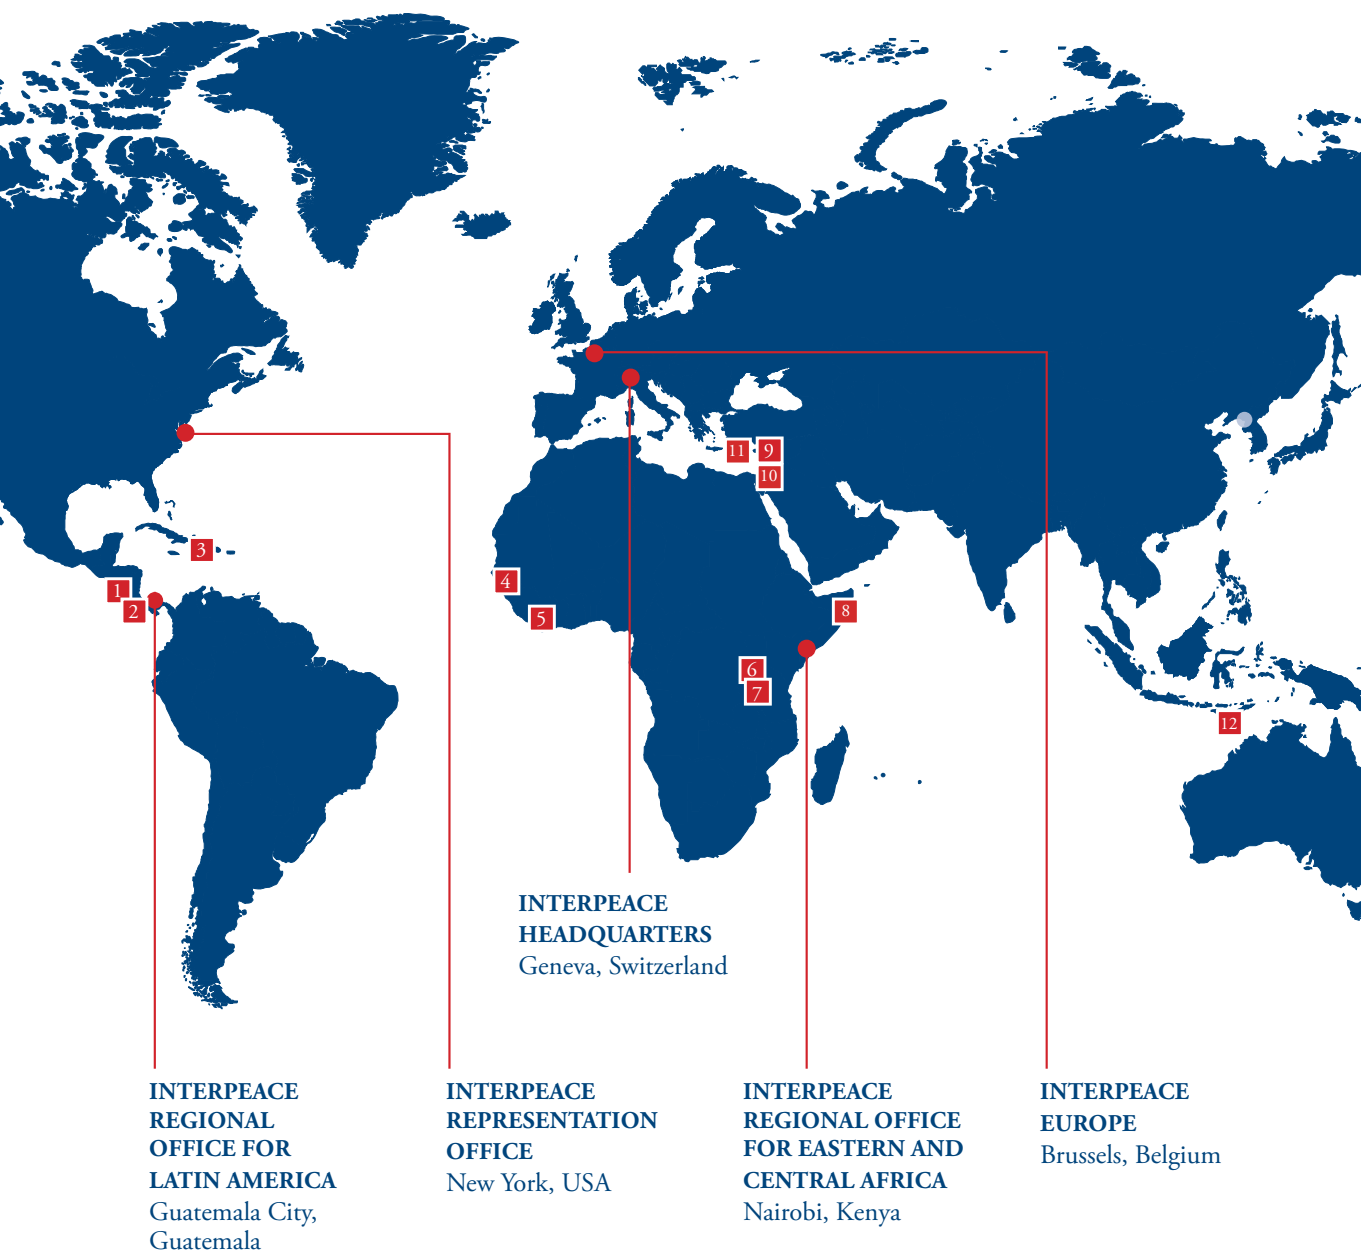 11
9
10
3
4
1
2
5
8
6
7
12
INTERPEACE
HEADQUARTERS
Geneva, Switzerland
INTERPEACE
REGIONAL
OFFICE FOR
LATIN AMERICA
Guatemala City,
Guatemala
INTERPEACE
REPRESENTATION
OFFICE
New York, USA
INTERPEACE
REGIONAL OFFICE
FOR EASTERN AND
CENTRAL AFRICA
Nairobi, Kenya
INTERPEACE
EUROPE
Brussels, Belgium